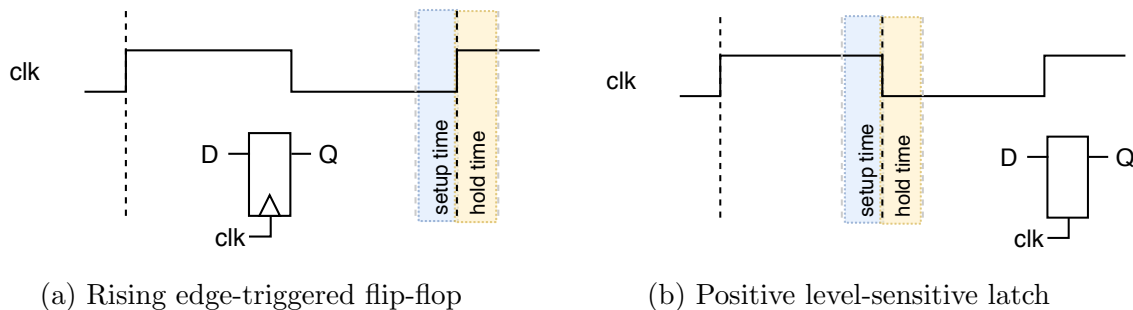 clk
D
Q
clk
setup time
hold time
(a) Rising edge-triggered flip-flop
clk
setup time
hold time
D
Q
clk
(b) Positive level-sensitive latch